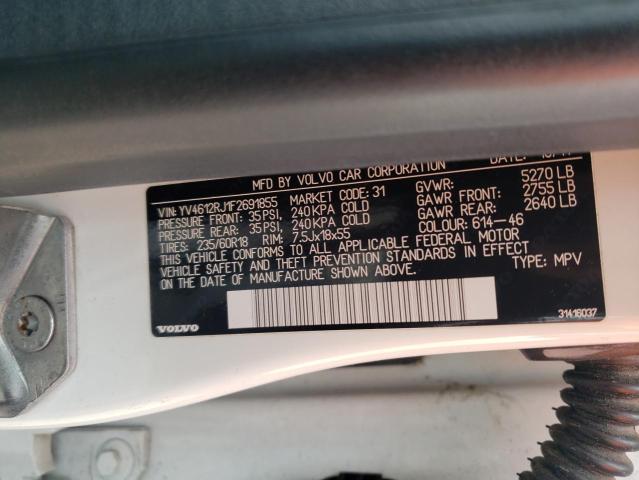 MFD BY VOLVO CAR CORPORATION DATE:
VIN: YV4612RJ1F2691855 MARKET CODE: 31 GVWR: 5270 LB
PRESSURE FRONT: 35 PSI, 240 KPA COLD GAWR FRONT: 2755 LB
PRESSURE REAR: 35 PSI, 240 KPA COLD GAWR REAR: 2640 LB
TIRES: 235/60R18 RIM: 7.5Jx18x55 COLOUR: 614-46
THIS VEHICLE CONFORMS TO ALL APPLICABLE FEDERAL MOTOR
VEHICLE SAFETY AND THEFT PREVENTION STANDARDS IN EFFECT
ON THE DATE OF MANUFACTURE SHOWN ABOVE. TYPE: MPV
VOLVO 31416037